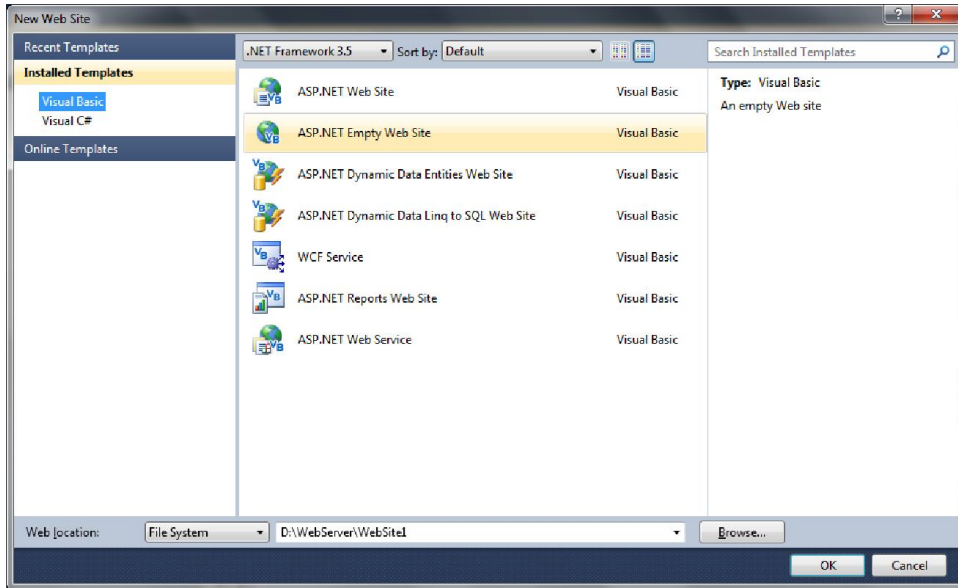 New Web Site
?
x
Recent Templates
Installed Templates
Visual Basic
Visual C#
Online Templates
.NET Framework 3.5 Sort by: Default
ASP.NET Web Site Visual Basic
ASP.NET Empty Web Site Visual Basic
ASP.NET Dynamic Data Entities Web Site Visual Basic
ASP.NET Dynamic Data Linq to SQL Web Site Visual Basic
WCF Service Visual Basic
ASP.NET Reports Web Site Visual Basic
ASP.NET Web Service Visual Basic
Search Installed Templates
Type: Visual Basic
An empty Web site
Web location: File System D:\WebServer\WebSite1 Browse...
OK Cancel